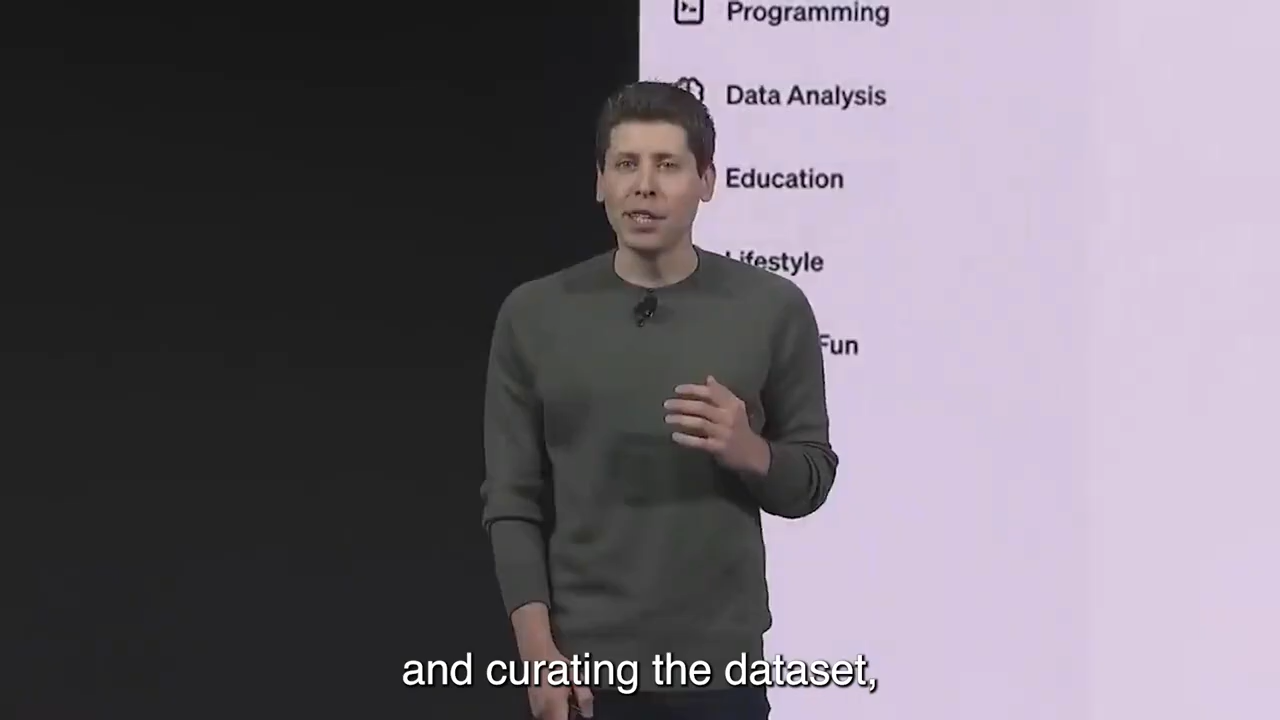 Programming
Data Analysis
Education
Lifestyle
Fun
and curating the dataset,